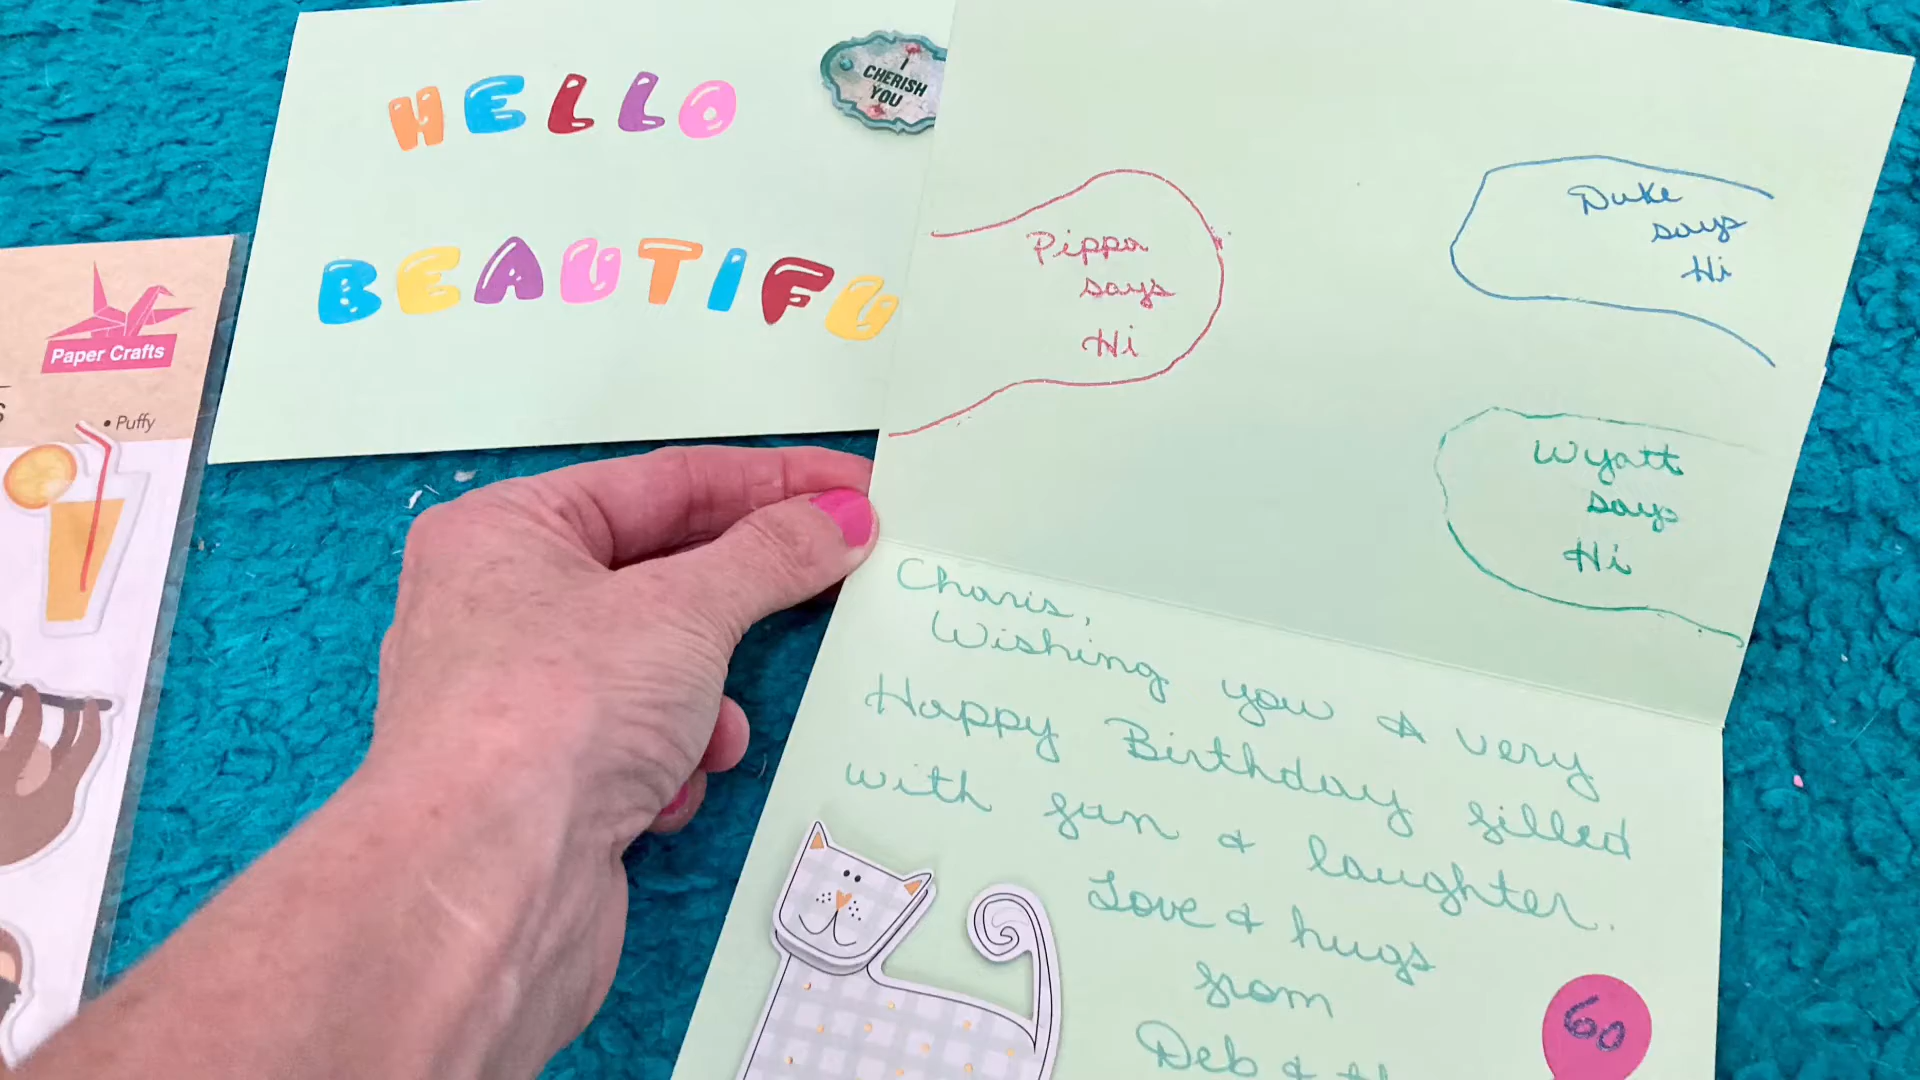 HELLO
BEAUTIFU
I
CHERISH
YOU
Paper Crafts
• Puffy
Pippa
says
Hi
Duke
says
Hi
Wyatt
says
Hi
Charis,
Wishing you a very
Happy Birthday filled
with fun & laughter.
Love & hugs
from
Deb &
60